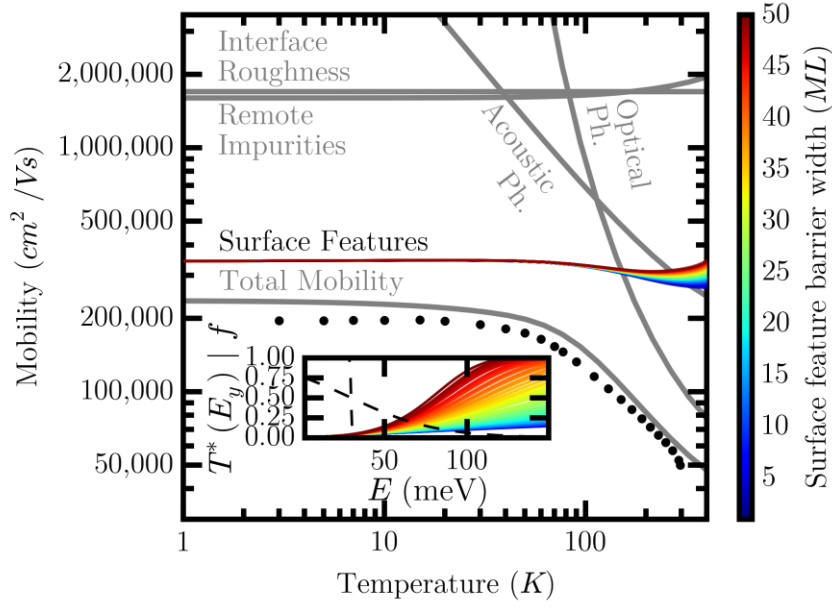 Interface
Roughness
Remote
Impurities
Acoustic
Ph.
Optical
Ph.
Surface Features
Total Mobility
2,000,000
1,000,000
500,000
200,000
100,000
50,000
Mobility (cm² /Vs)
1
10
100
Temperature (K)
1.00
0.75
0.50
0.25
0.00
T*(E_y) | f
50
100
E (meV)
50
45
40
35
30
25
20
15
10
5
Surface feature barrier width (ML)